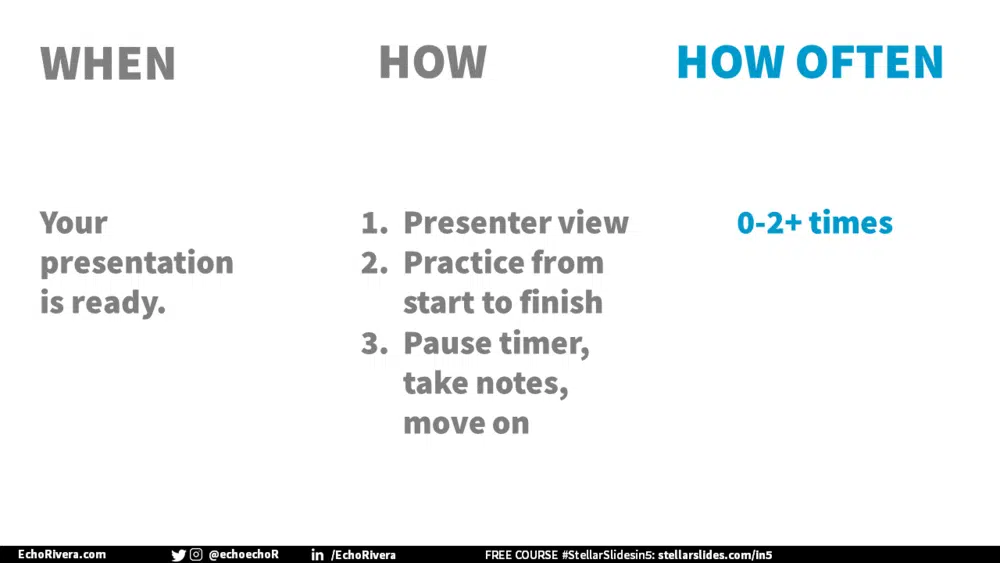 WHEN
HOW
HOW OFTEN
Your
presentation
is ready.
1. Presenter view
2. Practice from
start to finish
3. Pause timer,
take notes,
move on
0-2+ times
EchoRivera.com
@echoechoR
in /EchoRivera
FREE COURSE #StellarSlidesin5: stellarslides.com/in5